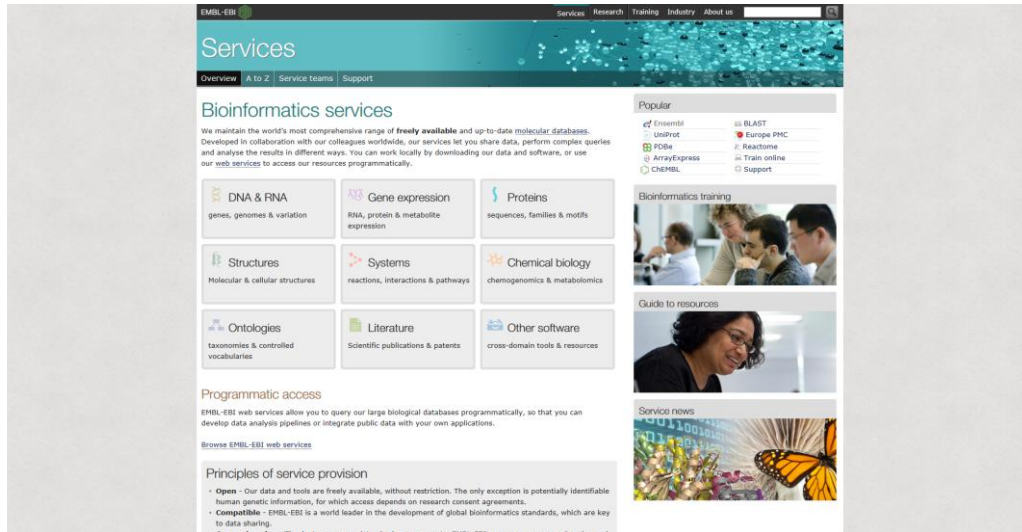 EMBL-EBI
Services Research Training Industry About us
Services
Overview A to Z Service teams Support
Bioinformatics services
We maintain the world's most comprehensive range of freely available and up-to-date molecular databases.
Developed in collaboration with our colleagues worldwide, our services let you share data, perform complex queries
and analyse the results in different ways. You can work locally by downloading our data and software, or use
our web services to access our resources programmatically.
DNA & RNA
genes, genomes & variation
Gene expression
RNA, protein & metabolite
expression
Proteins
sequences, families & motifs
Structures
Molecular & cellular structures
Systems
reactions, interactions & pathways
Chemical biology
chemogenomics & metabolomics
Ontologies
taxonomies & controlled
vocabularies
Literature
Scientific publications & patents
Other software
cross-domain tools & resources
Programmatic access
EMBL-EBI web services allow you to query our large biological databases programmatically, so that you can
develop data analysis pipelines or integrate public data with your own applications.
Browse EMBL-EBI web services
Principles of service provision
• Open - Our data and tools are freely available, without restriction. The only exception is potentially identifiable
human genetic information, for which access depends on research consent agreements.
• Compatible - EMBL-EBI is a world leader in the development of global bioinformatics standards, which are key
to data sharing.
Popular
Ensembl
UniProt
PDBe
ArrayExpress
ChEMBL
BLAST
Europe PMC
Reactome
Train online
Support
Bioinformatics training
Guide to resources
Service news